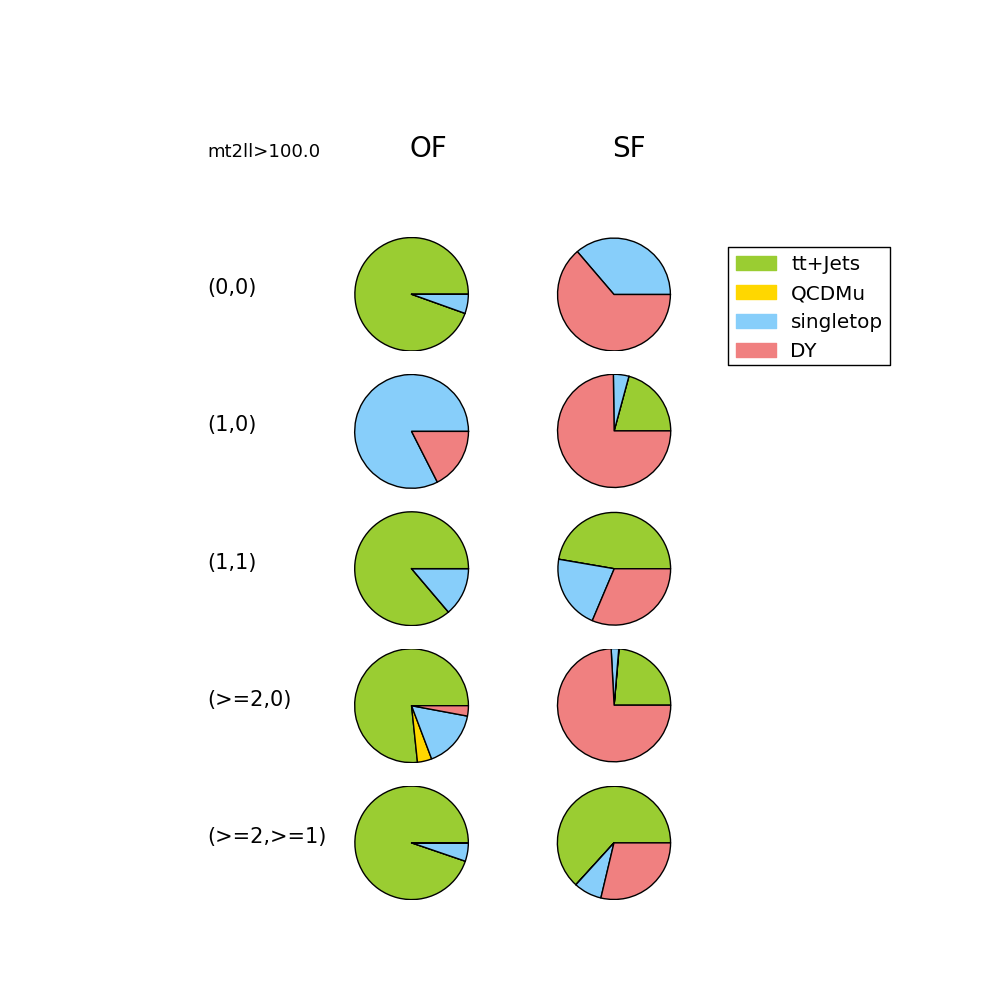 mt2ll>100.0 OF SF
(0,0)
tt+Jets
QCDMu
singletop
DY
(1,0)
(1,1)
(>=2,0)
(>=2,>=1)